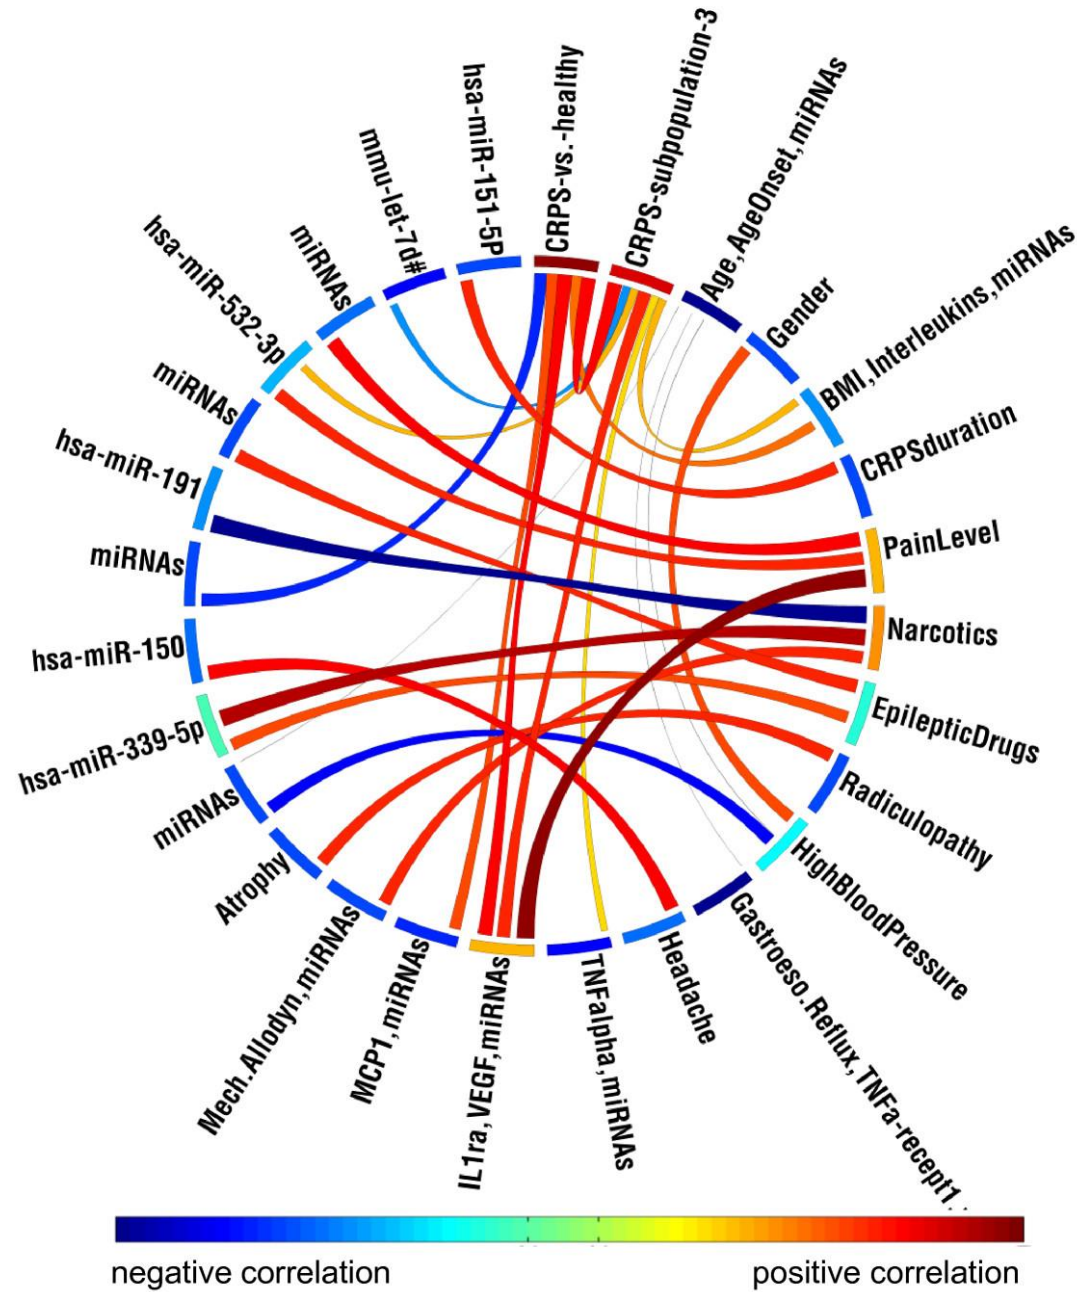 CRPS-vs.-healthy
CRPS-subpopulation-3
Age,AgeOnset,miRNAs
Gender
BMI,Interleukins,miRNAs
CRPSduration
PainLevel
Narcotics
EpilepticDrugs
Radiculopathy
HighBloodPressure
Gastroeso.Reflux,TNFa-recept1.
Headache
TNFalpha,miRNAs
IL1ra,VEGF,miRNAs
MCP1,miRNAs
Mech.Allodyn,miRNAs
Atrophy
miRNAs
hsa-miR-339-5p
hsa-miR-150
miRNAs
hsa-miR-191
miRNAs
hsa-miR-532-3p
miRNAs
mmu-let-7d#
hsa-miR-151-5P
negative correlation
positive correlation